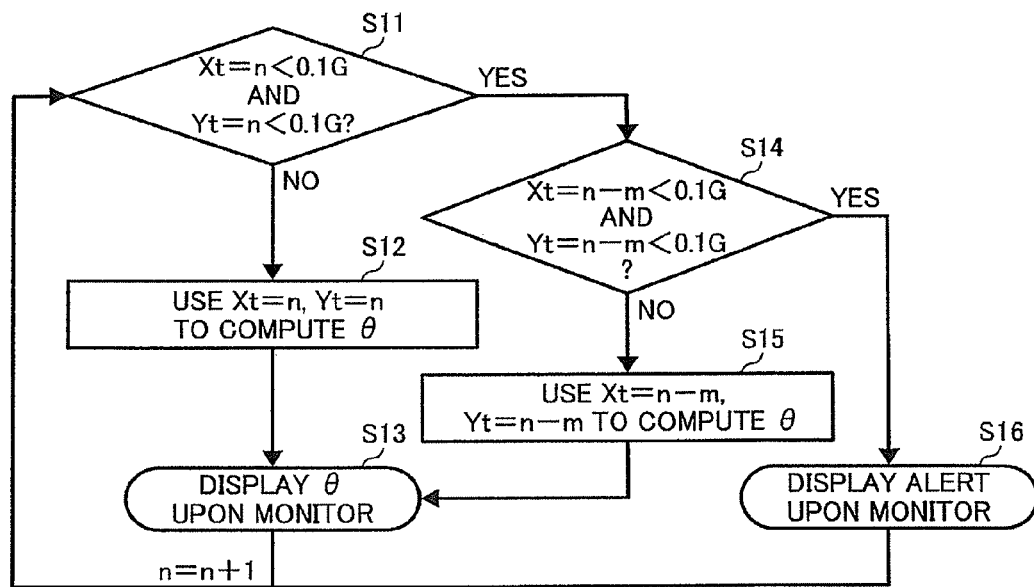 S11
Xt=n<0.1G
AND
Yt=n<0.1G?
YES
NO
S14
Xt=n-m<0.1G
AND
Yt=n-m<0.1G
?
YES
NO
S12
USE Xt=n, Yt=n
TO COMPUTE θ
S15
USE Xt=n-m,
Yt=n-m TO COMPUTE θ
S13
DISPLAY θ
UPON MONITOR
S16
DISPLAY ALERT
UPON MONITOR
n=n+1